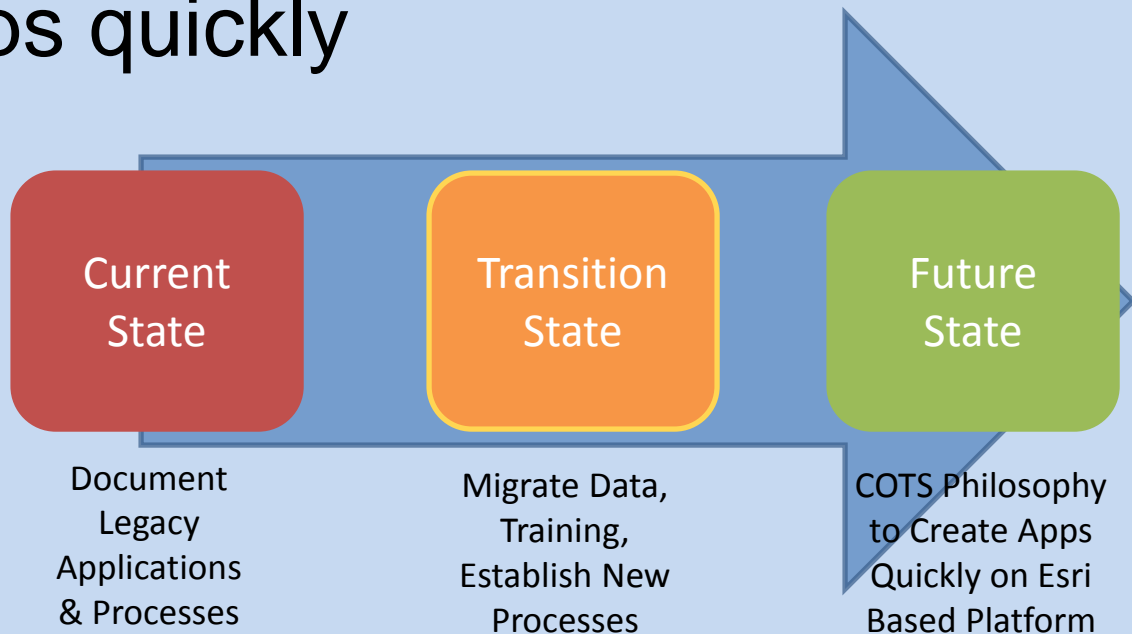 quickly
Current
State
Transition
State
Future
State
Document
Legacy
Applications
& Processes
Migrate Data,
Training,
Establish New
Processes
COTS Philosophy
to Create Apps
Quickly on Esri
Based Platform